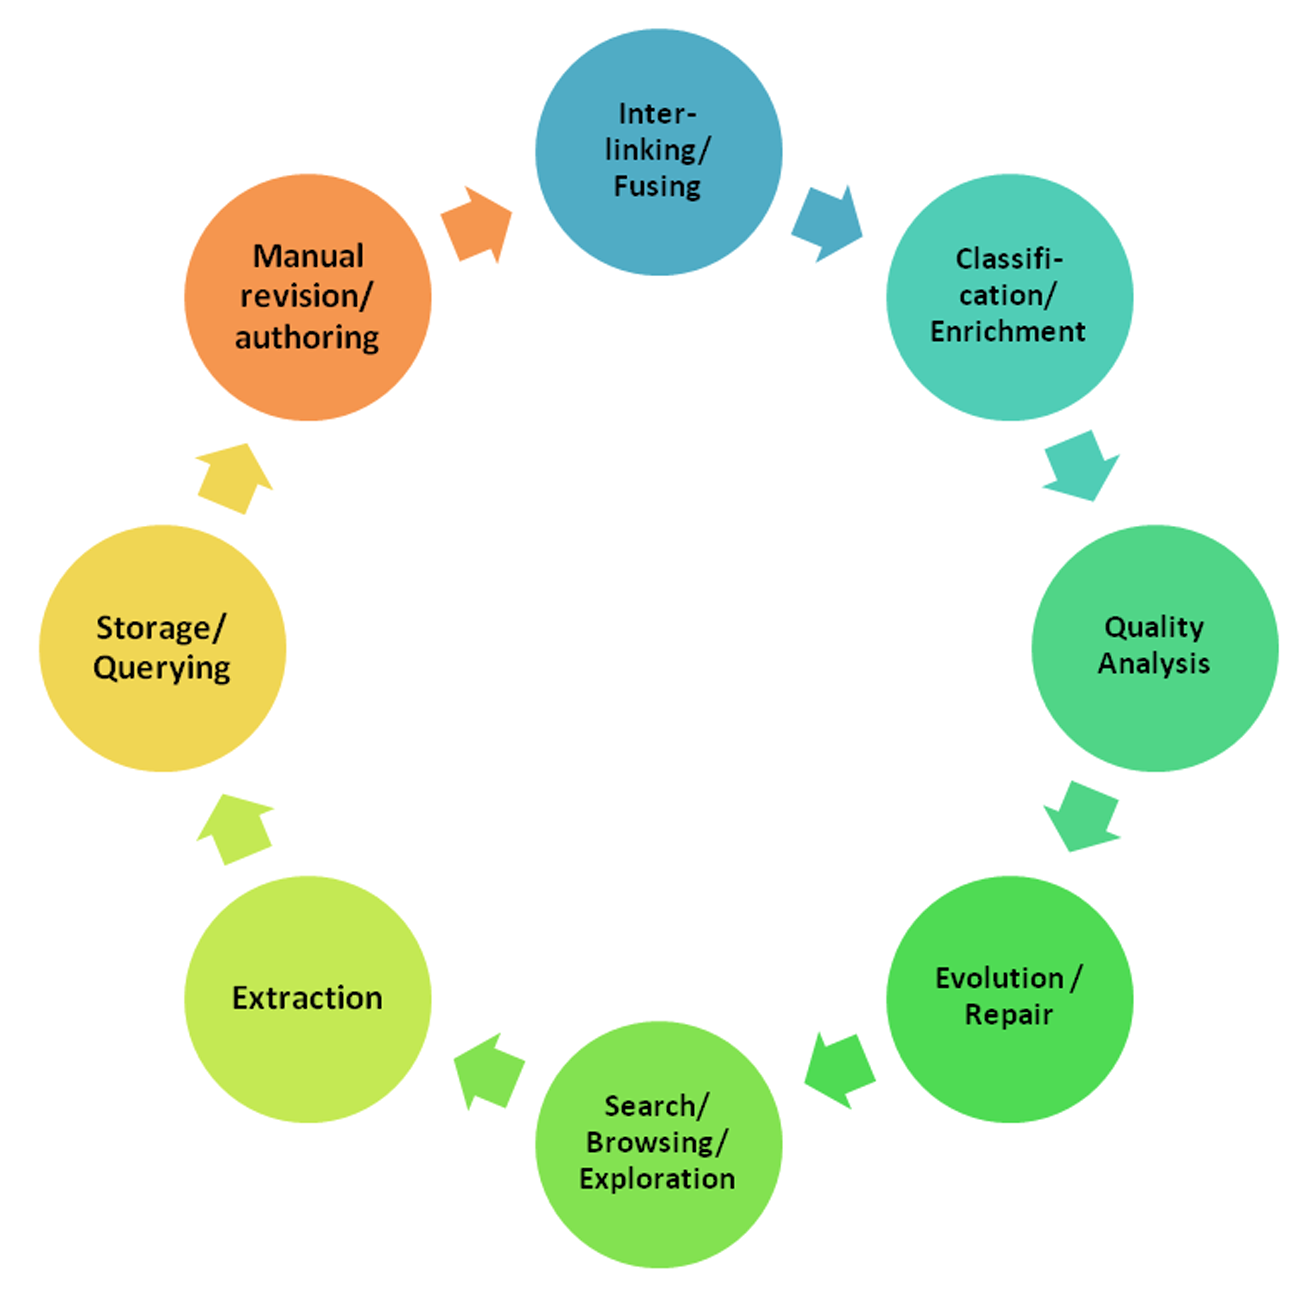 Inter-
linking/
Fusing
Classifi-
cation/
Enrichment
Quality
Analysis
Evolution /
Repair
Search/
Browsing/
Exploration
Extraction
Storage/
Querying
Manual
revision/
authoring